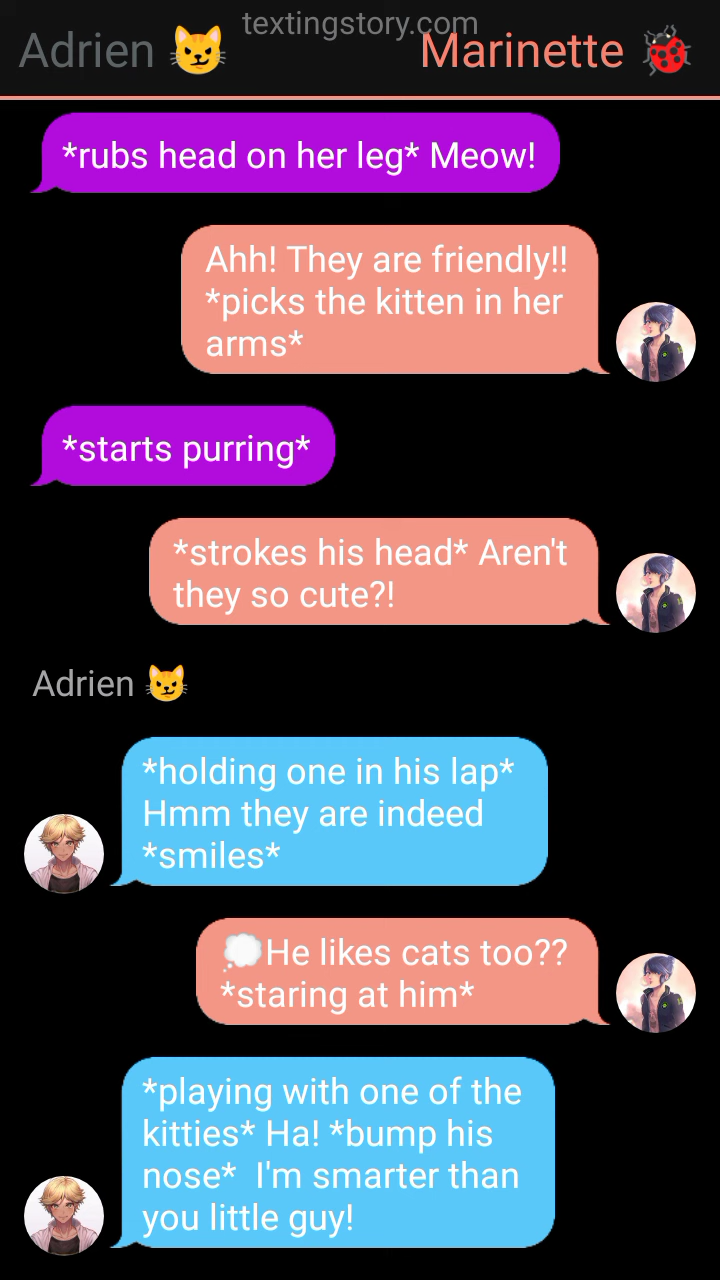 textingstory.com
Adrien 😼 Marinette 🐞
*rubs head on her leg* Meow!
Ahh! They are friendly!!
*picks the kitten in her
arms*
*starts purring*
*strokes his head* Aren't
they so cute?!
Adrien 😼
*holding one in his lap*
Hmm they are indeed
*smiles*
💭He likes cats too??
*staring at him*
*playing with one of the
kitties* Ha! *bump his
nose*  I'm smarter than
you little guy!